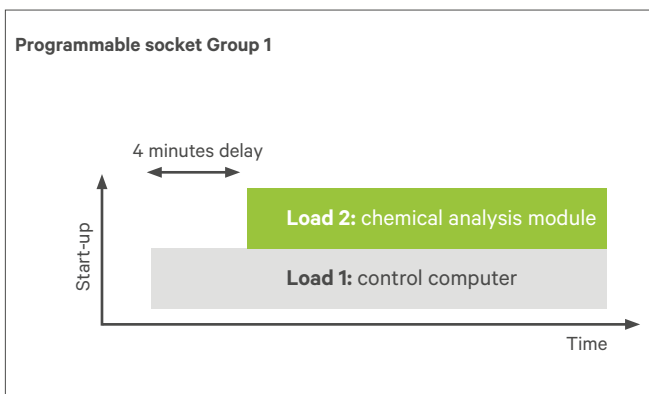 Programmable socket Group 1
4 minutes delay
Start-up
Load 2: chemical analysis module
Load 1: control computer
Time